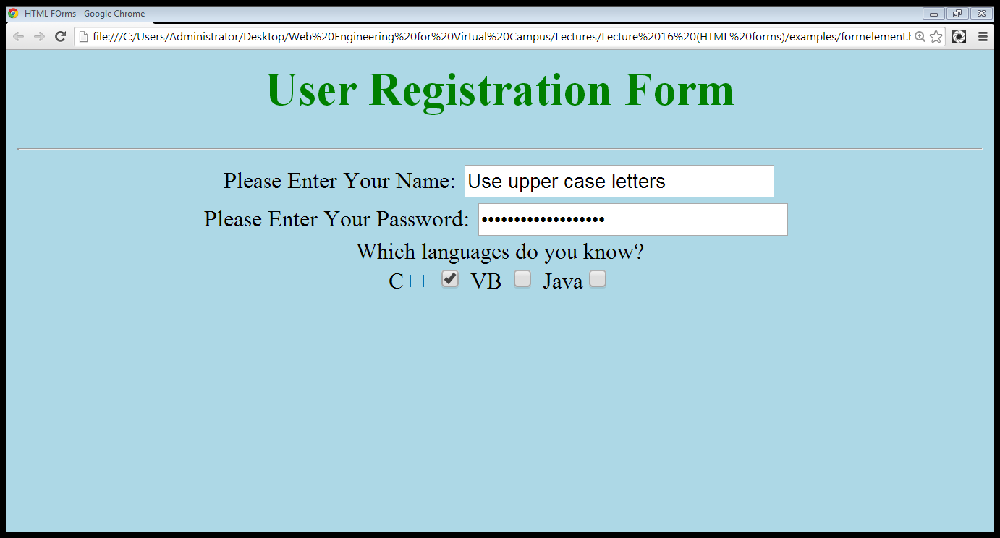 HTML FOrms - Google Chrome
file:///C:/Users/Administrator/Desktop/Web%20Engineering%20for%20Virtual%20Campus/Lectures/Lecture%2016%20(HTML%20forms)/examples/formelement.h
User Registration Form
Please Enter Your Name: Use upper case letters
Please Enter Your Password: •••••••••••••••••••
Which languages do you know?
C++ VB Java